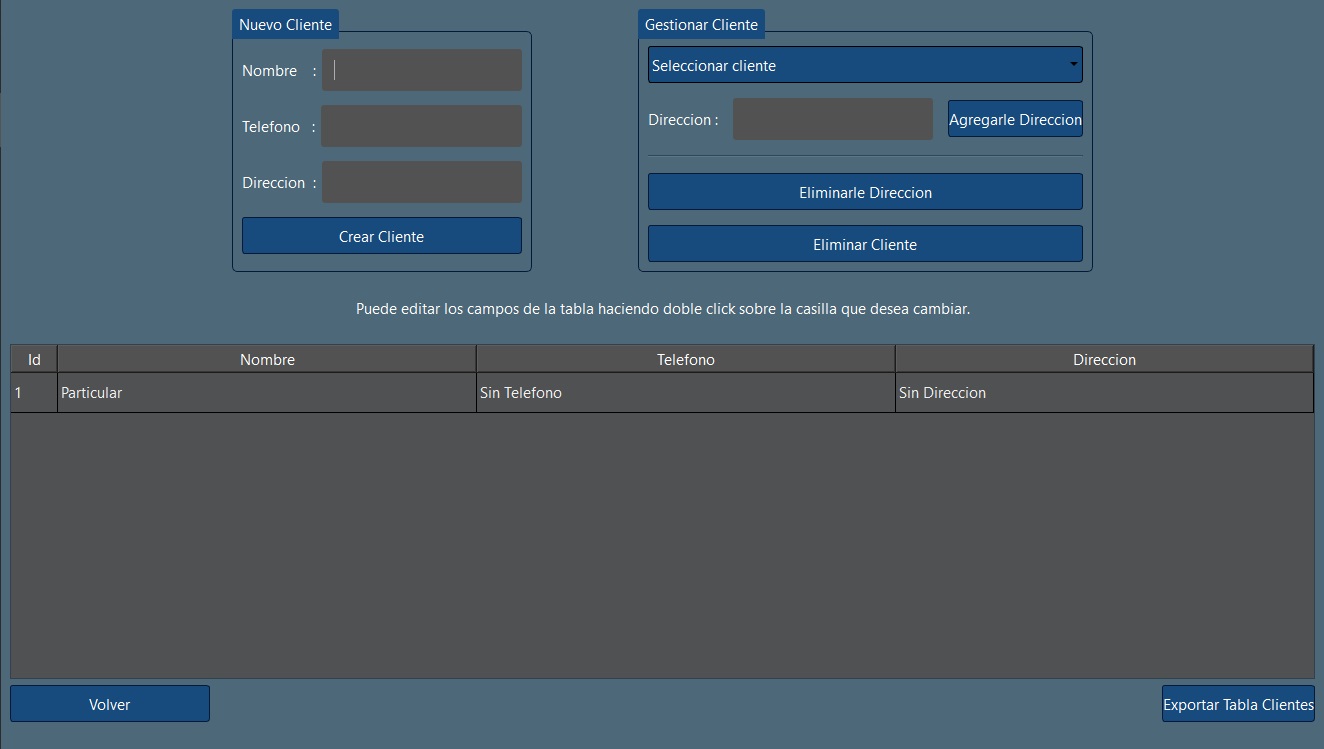 Nuevo Cliente
Nombre :
Telefono :
Direccion :
Crear Cliente
Gestionar Cliente
Seleccionar cliente
Direccion :
Agregarle Direccion
Eliminarle Direccion
Eliminar Cliente
Puede editar los campos de la tabla haciendo doble click sobre la casilla que desea cambiar.
Id Nombre Telefono Direccion
1 Particular Sin Telefono Sin Direccion
Volver
Exportar Tabla Clientes